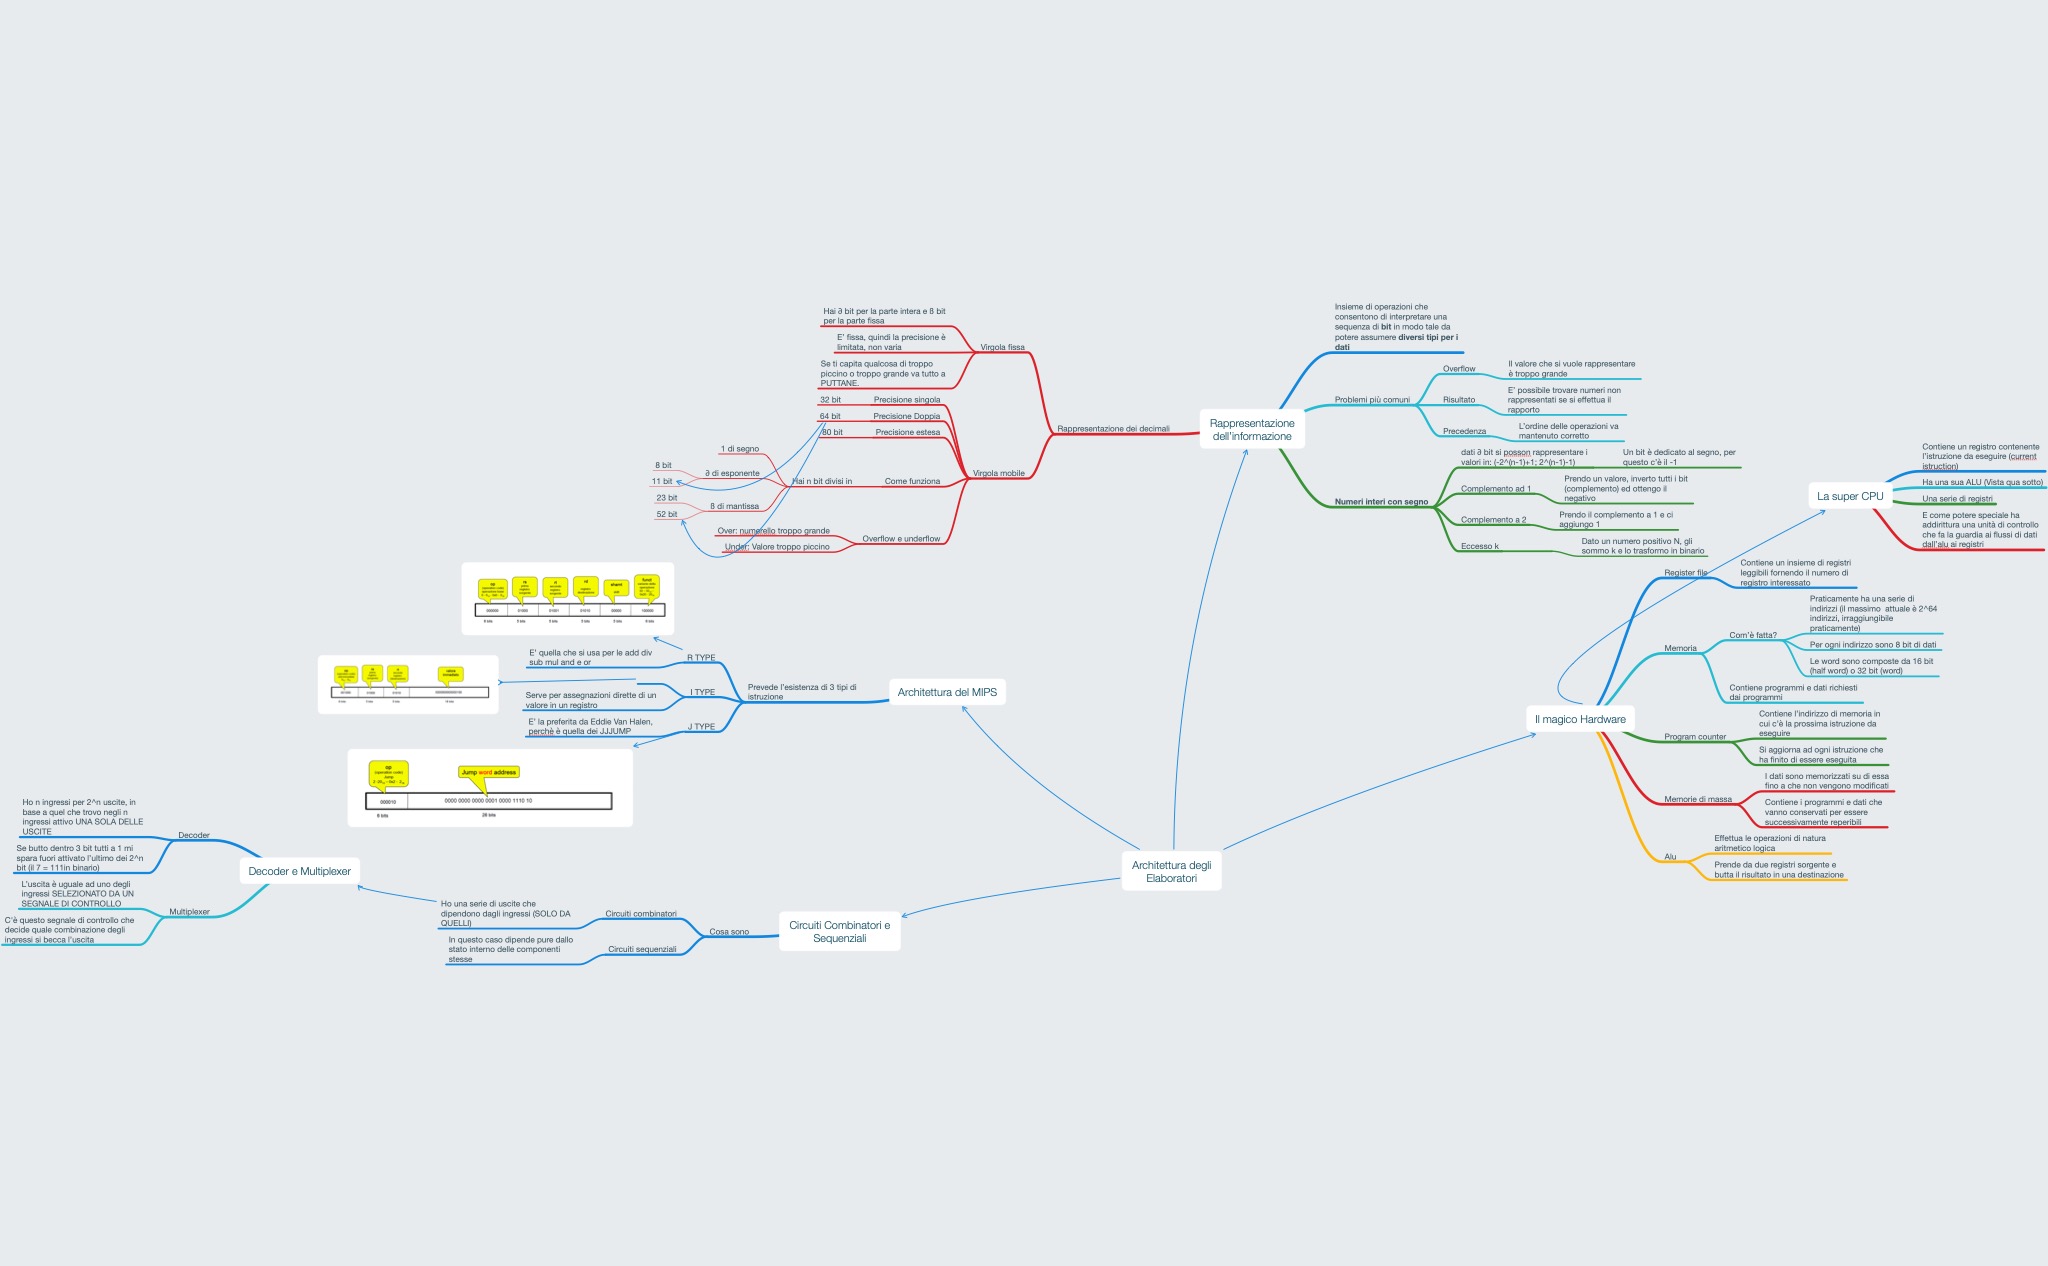 Architettura degli
Elaboratori
Rappresentazione
dell'informazione
Insieme di operazioni che
consentono di interpretare una
sequenza di bit in modo tale da
potere assumere diversi tipi per i
dati
Problemi più comuni
Overflow
Il valore che si vuole rappresentare
è troppo grande
Risultato
E' possibile trovare numeri non
rappresentati se si effettua il
rapporto
Precedenza
L'ordine delle operazioni va
mantenuto corretto
Numeri interi con segno
dati ∂ bit si posson rappresentare i
valori in: (-2^(n-1)+1; 2^(n-1)-1)
Un bit è dedicato al segno, per
questo c'è il -1
Complemento ad 1
Prendo un valore, inverto tutti i bit
(complemento) ed ottengo il
negativo
Complemento a 2
Prendo il complemento a 1 e ci
aggiungo 1
Eccesso k
Dato un numero positivo N, gli
sommo k e lo trasformo in binario
Rappresentazione dei decimali
Virgola fissa
Hai ∂ bit per la parte intera e ß bit
per la parte fissa
E' fissa, quindi la precisione è
limitata, non varia
Se ti capita qualcosa di troppo
piccino o troppo grande va tutto a
PUTTANE.
Virgola mobile
Precisione singola
32 bit
Precisione Doppia
64 bit
Precisione estesa
80 bit
Come funziona
Hai n bit divisi in
1 di segno
∂ di esponente
8 bit
11 bit
ß di mantissa
23 bit
52 bit
Overflow e underflow
Over: numerello troppo grande
Under: Valore troppo piccino
La super CPU
Contiene un registro contenente
l'istruzione da eseguire (current
istruction)
Ha una sua ALU (Vista qua sotto)
Una serie di registri
E come potere speciale ha
addirittura una unità di controllo
che fa la guardia ai flussi di dati
dall'alu ai registri
Il magico Hardware
Register file
Contiene un insieme di registri
leggibili fornendo il numero di
registro interessato
Memoria
Com'è fatta?
Praticamente ha una serie di
indirizzi (il massimo attuale è 2^64
indirizzi, irraggiungibile
praticamente)
Per ogni indirizzo sono 8 bit di dati
Le word sono composte da 16 bit
(half word) o 32 bit (word)
Contiene programmi e dati richiesti
dai programmi
Program counter
Contiene l'indirizzo di memoria in
cui c'è la prossima istruzione da
eseguire
Si aggiorna ad ogni istruzione che
ha finito di essere eseguita
Memorie di massa
I dati sono memorizzati su di essa
fino a che non vengono modificati
Contiene i programmi e dati che
vanno conservati per essere
successivamente reperibili
Alu
Effettua le operazioni di natura
aritmetico logica
Prende da due registri sorgente e
butta il risultato in una destinazione
Architettura del MIPS
Prevede l'esistenza di 3 tipi di
istruzione
R TYPE
E' quella che si usa per le add div
sub mul and e or
I TYPE
Serve per assegnazioni dirette di un
valore in un registro
J TYPE
E' la preferita da Eddie Van Halen,
perchè è quella dei JJJUMP
op
rs
rt
rd
shamt
funct
000000 01000 01001 01010 00000 100000
6 bits 5 bits 5 bits 5 bits 5 bits 6 bits
op
Jump word address
000010
0000 0000 0000 0001 0000 1110 10
6 bits
26 bits
Circuiti Combinatori e
Sequenziali
Cosa sono
Circuiti combinatori
Ho una serie di uscite che
dipendono dagli ingressi (SOLO DA
QUELLI)
Circuiti sequenziali
In questo caso dipende pure dallo
stato interno delle componenti
stesse
Decoder e Multiplexer
Decoder
Ho n ingressi per 2^n uscite, in
base a quel che trovo negli n
ingressi attivo UNA SOLA DELLE
USCITE
Se butto dentro 3 bit tutti a 1 mi
spara fuori attivato l'ultimo dei 2^n
bit (il 7 = 111in binario)
Multiplexer
L'uscita è uguale ad uno degli
ingressi SELEZIONATO DA UN
SEGNALE DI CONTROLLO
C'è questo segnale di controllo che
decide quale combinazione degli
ingressi si becca l'uscita